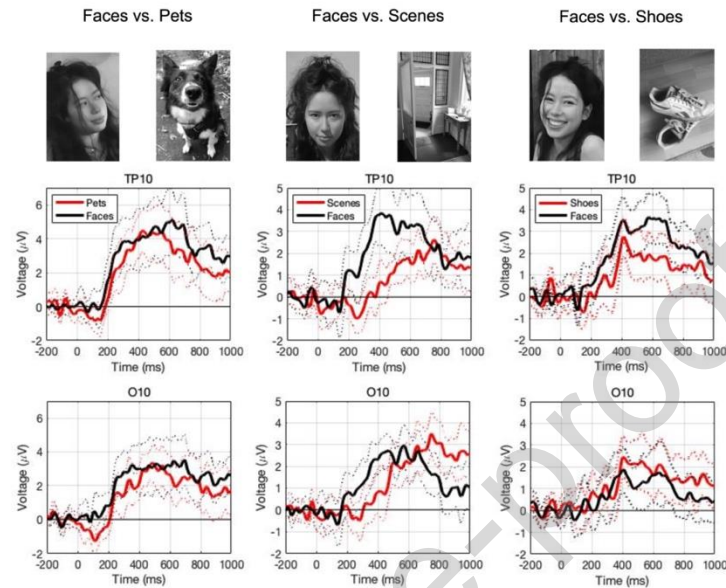 Faces vs. Pets
Faces vs. Scenes
Faces vs. Shoes
TP10
TP10
TP10
Pets
Faces
Scenes
Faces
Shoes
Faces
Voltage (μV)
6
4
2
0
-2
-200 0 200 400 600 800 1000
Time (ms)
Voltage (μV)
5
4
3
2
1
0
-1
-2
-200 0 200 400 600 800 1000
Time (ms)
Voltage (μV)
5
4
3
2
1
0
-1
-2
-200 0 200 400 600 800 1000
Time (ms)
O10
O10
O10
Voltage (μV)
6
4
2
0
-2
-200 0 200 400 600 800 1000
Time (ms)
Voltage (μV)
5
4
3
2
1
0
-1
-2
-200 0 200 400 600 800 1000
Time (ms)
Voltage (μV)
5
4
3
2
1
0
-1
-2
-200 0 200 400 600 800 1000
Time (ms)
e-proo